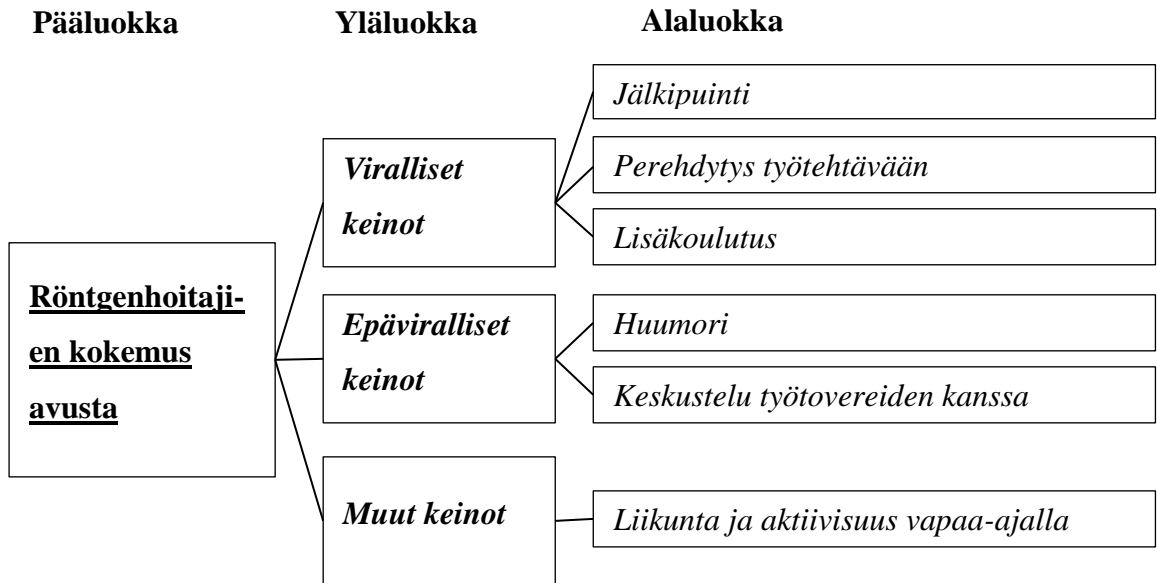 Pääluokka Yläluokka Alaluokka
Röntgenhoitaji-
en kokemus
avusta
Viralliset
keinot
Jälkipuinti
Perehdytys työtehtävään
Lisäkoulutus
Epäviralliset
keinot
Huumori
Keskustelu työtovereiden kanssa
Muut keinot
Liikunta ja aktiivisuus vapaa-ajalla